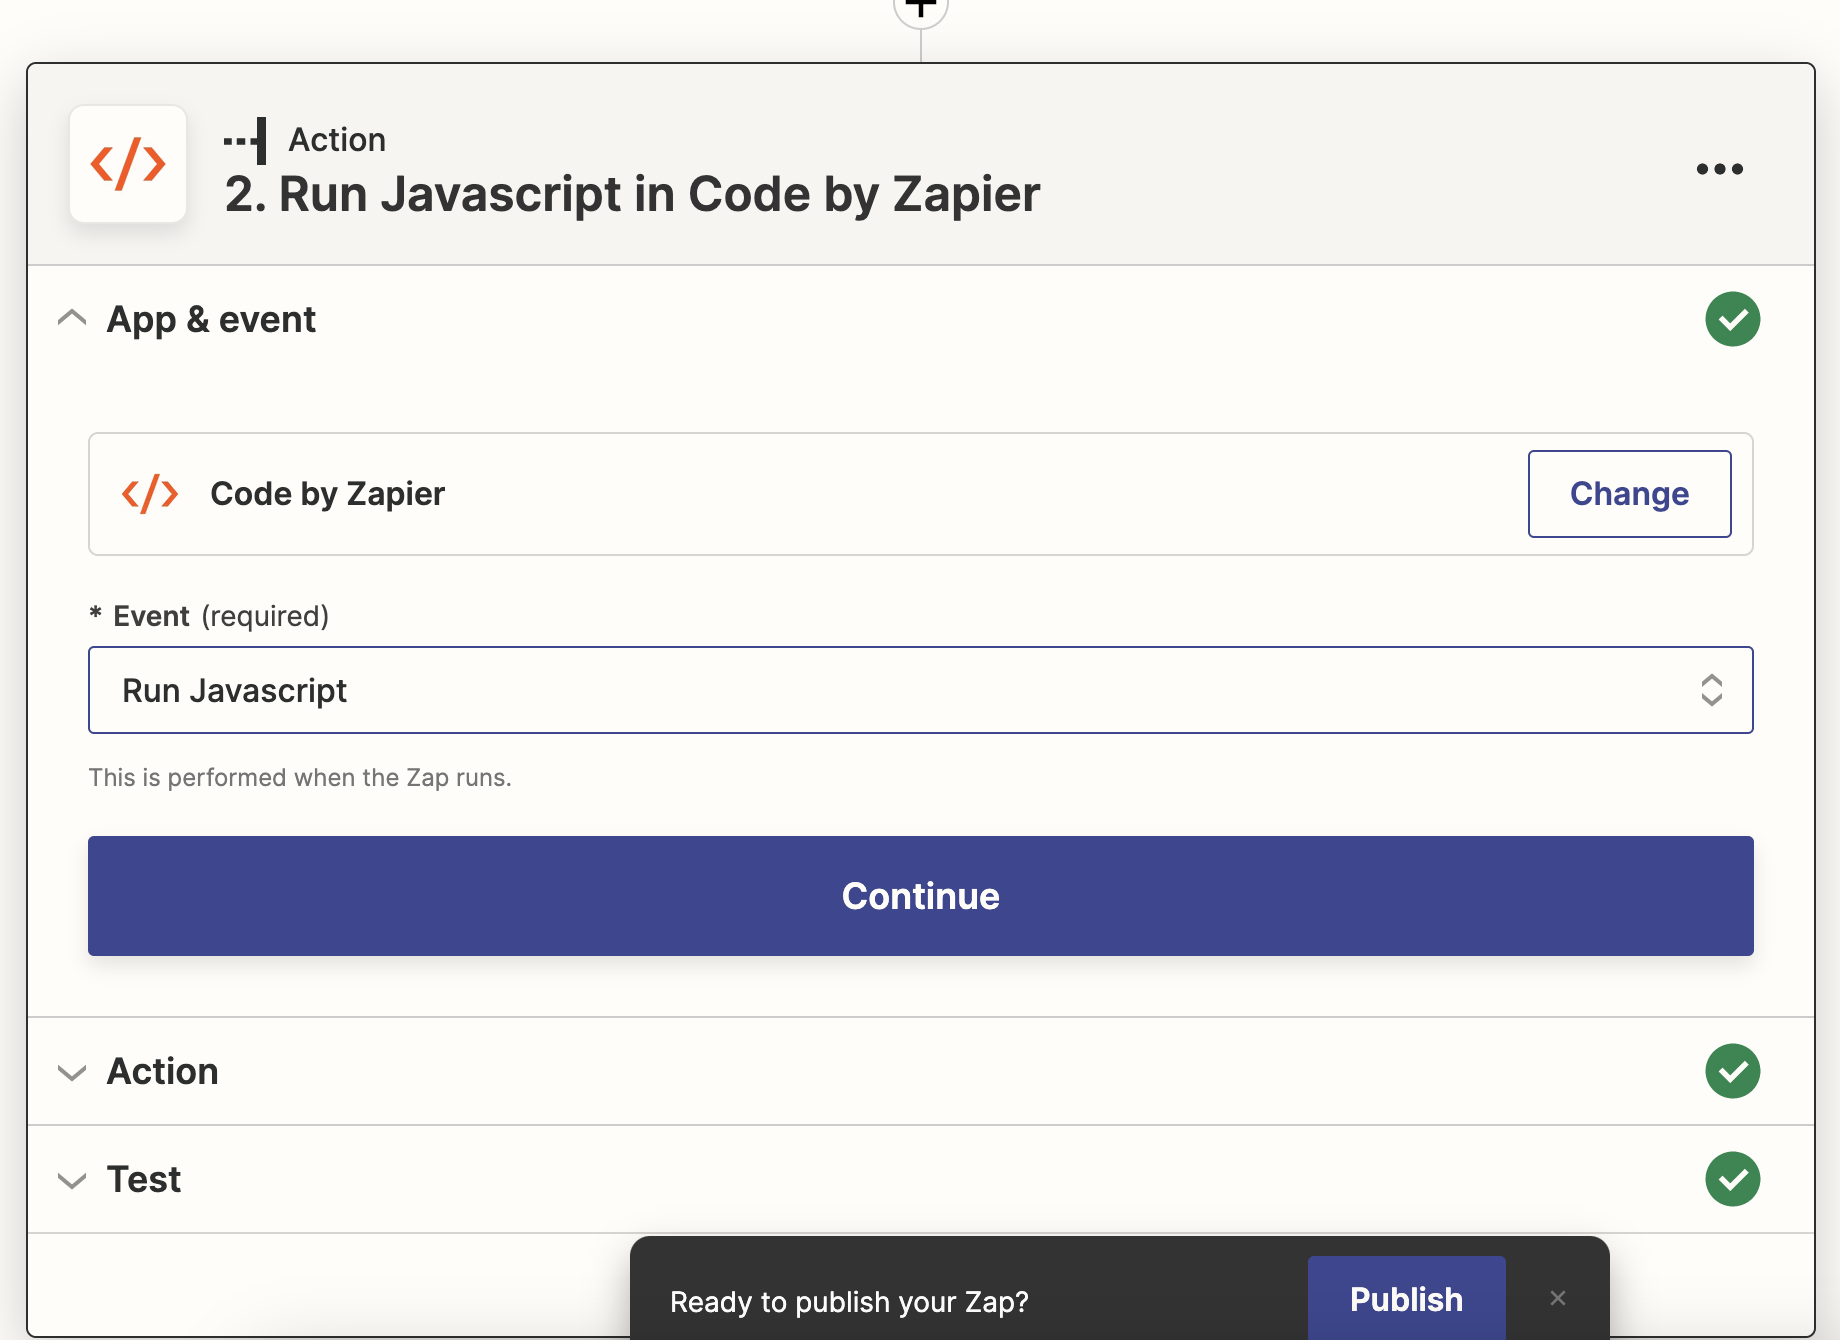 Action
2. Run Javascript in Code by Zapier
App & event
Code by Zapier
Change
* Event (required)
Run Javascript
This is performed when the Zap runs.
Continue
Action
Test
Ready to publish your Zap?
Publish